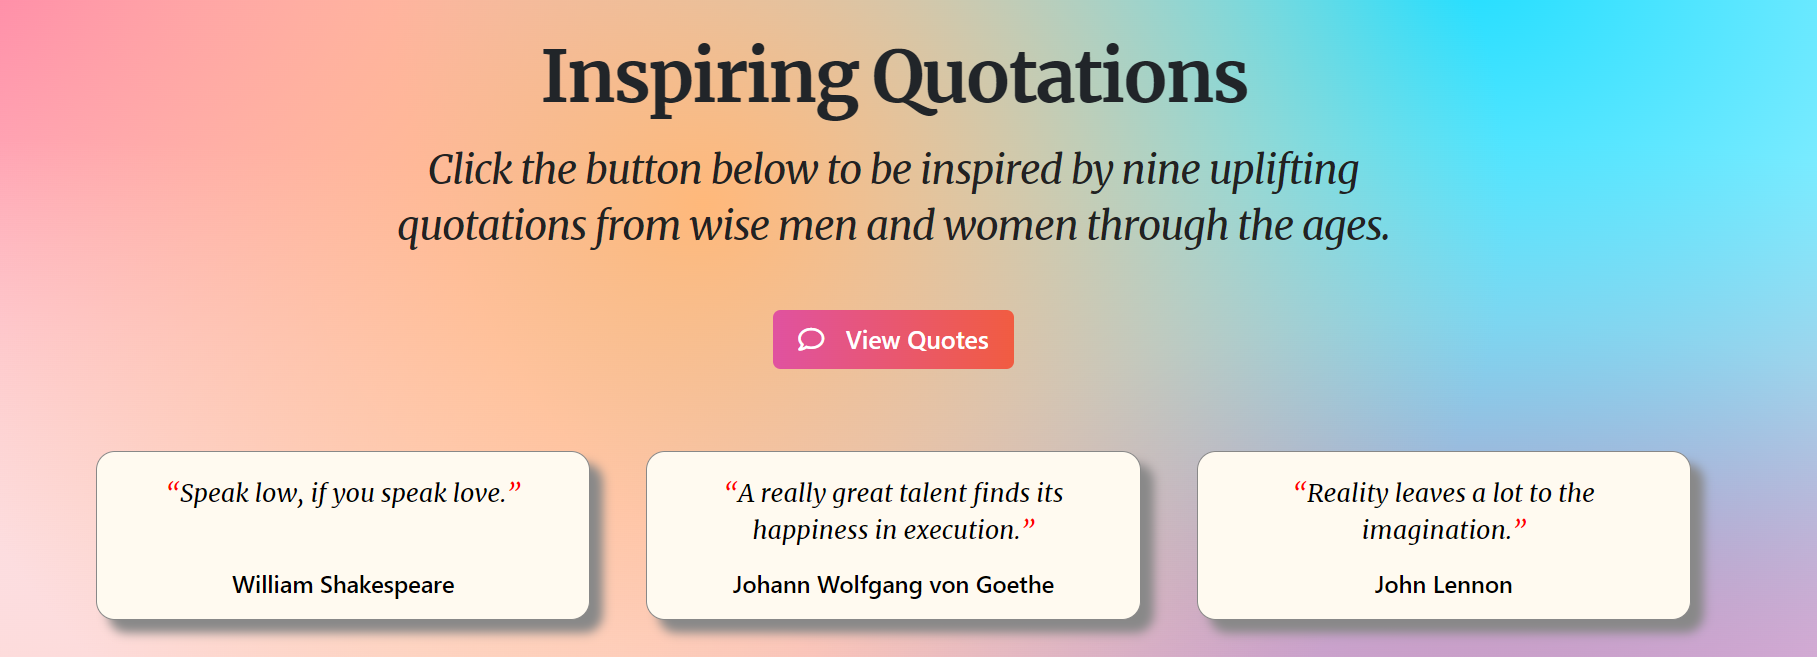 Inspiring Quotations
Click the button below to be inspired by nine uplifting
quotations from wise men and women through the ages.
View Quotes
“Speak low, if you speak love.”
William Shakespeare
“A really great talent finds its
happiness in execution.”
Johann Wolfgang von Goethe
“Reality leaves a lot to the
imagination.”
John Lennon